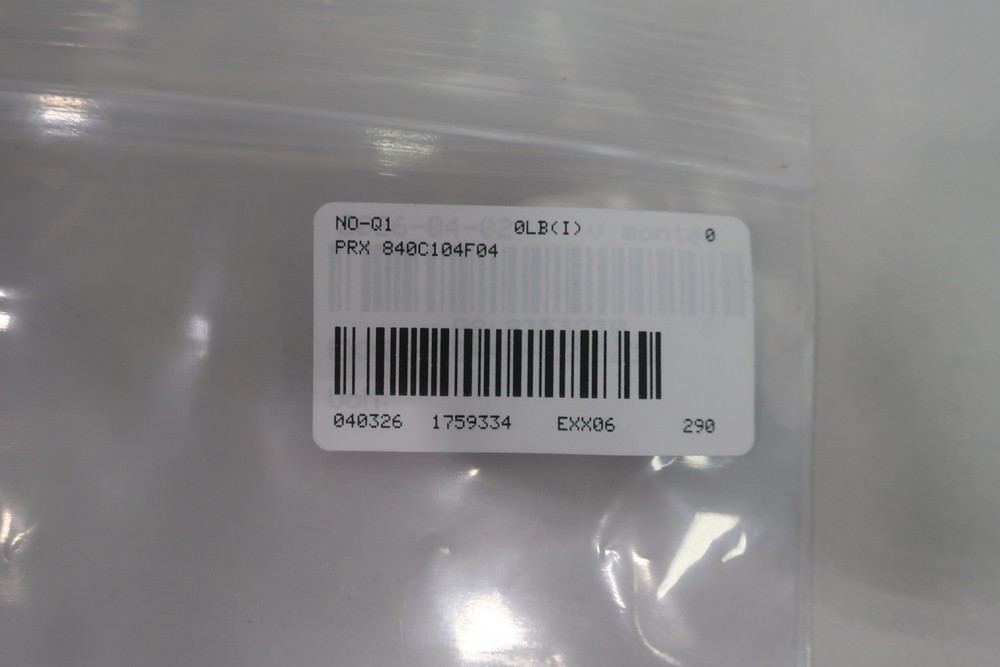 NO-Q1 0LB(I) 0
PRX 840C104F04
040326 1759334 EXX06 290